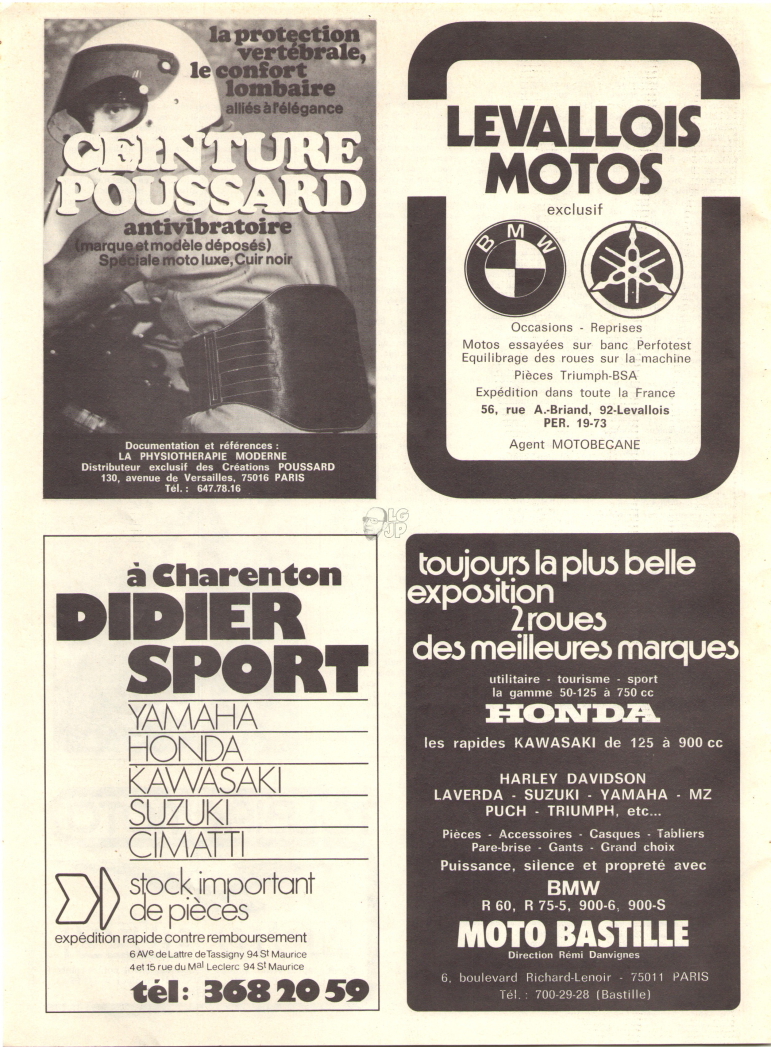 la protection
vertébrale,
le confort
lombaire
alliés à l'élégance
CEINTURE
POUSSARD
antivibratoire
(marque et modèle déposés)
Spéciale moto luxe, Cuir noir
Documentation et références :
LA PHYSIOTHERAPIE MODERNE
Distributeur exclusif des Créations POUSSARD
130, avenue de Versailles, 75016 PARIS
Tél. : 647.78.16
LEVALLOIS
MOTOS
exclusif
BMW
Occasions - Reprises
Motos essayées sur banc Perfotest
Equilibrage des roues sur la machine
Pièces Triumph-BSA
Expédition dans toute la France
56, rue A.-Briand, 92-Levallois
PER. 19-73
Agent MOTOBECANE
LG
JP
à Charenton
DIDIER
SPORT
YAMAHA
HONDA
KAWASAKI
SUZUKI
CIMATTI
stock important
de pièces
expédition rapide contre remboursement
6 AVe de Lattre de Tassigny 94 St Maurice
4 et 15 rue du Mal Leclerc 94 St Maurice
tél: 368 20 59
toujours la plus belle
exposition
2 roues
des meilleures marques
utilitaire - tourisme - sport
la gamme 50-125 à 750 cc
HONDA
les rapides KAWASAKI de 125 à 900 cc
HARLEY DAVIDSON
LAVERDA - SUZUKI - YAMAHA - MZ
PUCH - TRIUMPH, etc...
Pièces - Accessoires - Casques - Tabliers
Pare-brise - Gants - Grand choix
Puissance, silence et propreté avec
BMW
R 60, R 75-5, 900-6, 900-S
MOTO BASTILLE
Direction Rémi Danvignes
6, boulevard Richard-Lenoir - 75011 PARIS
Tél. : 700-29-28 (Bastille)